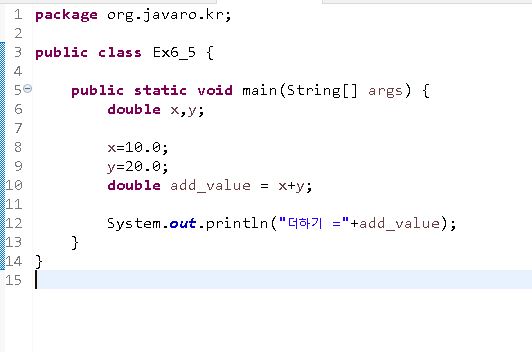 1 package org.javaro.kr;
2
3 public class Ex6_5 {
4
5     public static void main(String[] args) {
6         double x,y;
7
8         x=10.0;
9         y=20.0;
10         double add_value = x+y;
11
12         System.out.println("더하기 ="+add_value);
13     }
14 }
15